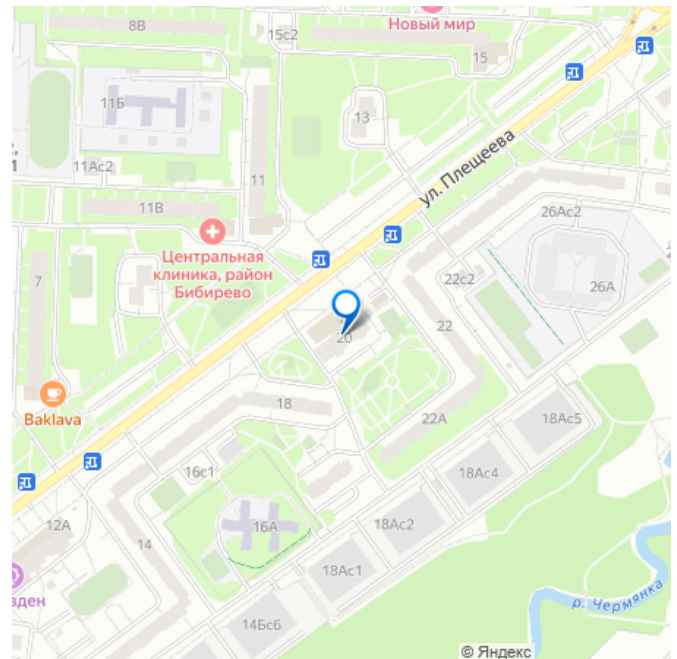 8В
15с2
Новый мир
15
11Б
13
ул. Плещеева
11Ас2
11
11В
26Ас2
Центральная
клиника, район
Бибирево
7
22с2
26А
20
22
Baklava
18
22А
18Ас5
16с1
18Ас4
12А
16А
18Ас2
14
18Ас1
зден
р. Чермянка
14Бс6
© Яндекс